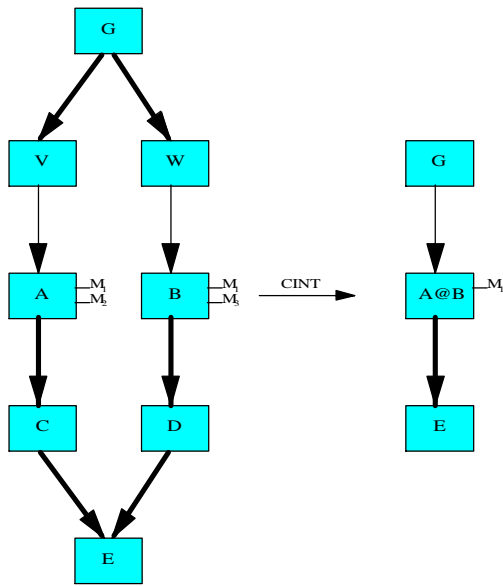 G
V W G
A M₁ M₂ B M₁ M₃ CINT A@B M₁
C D E
E